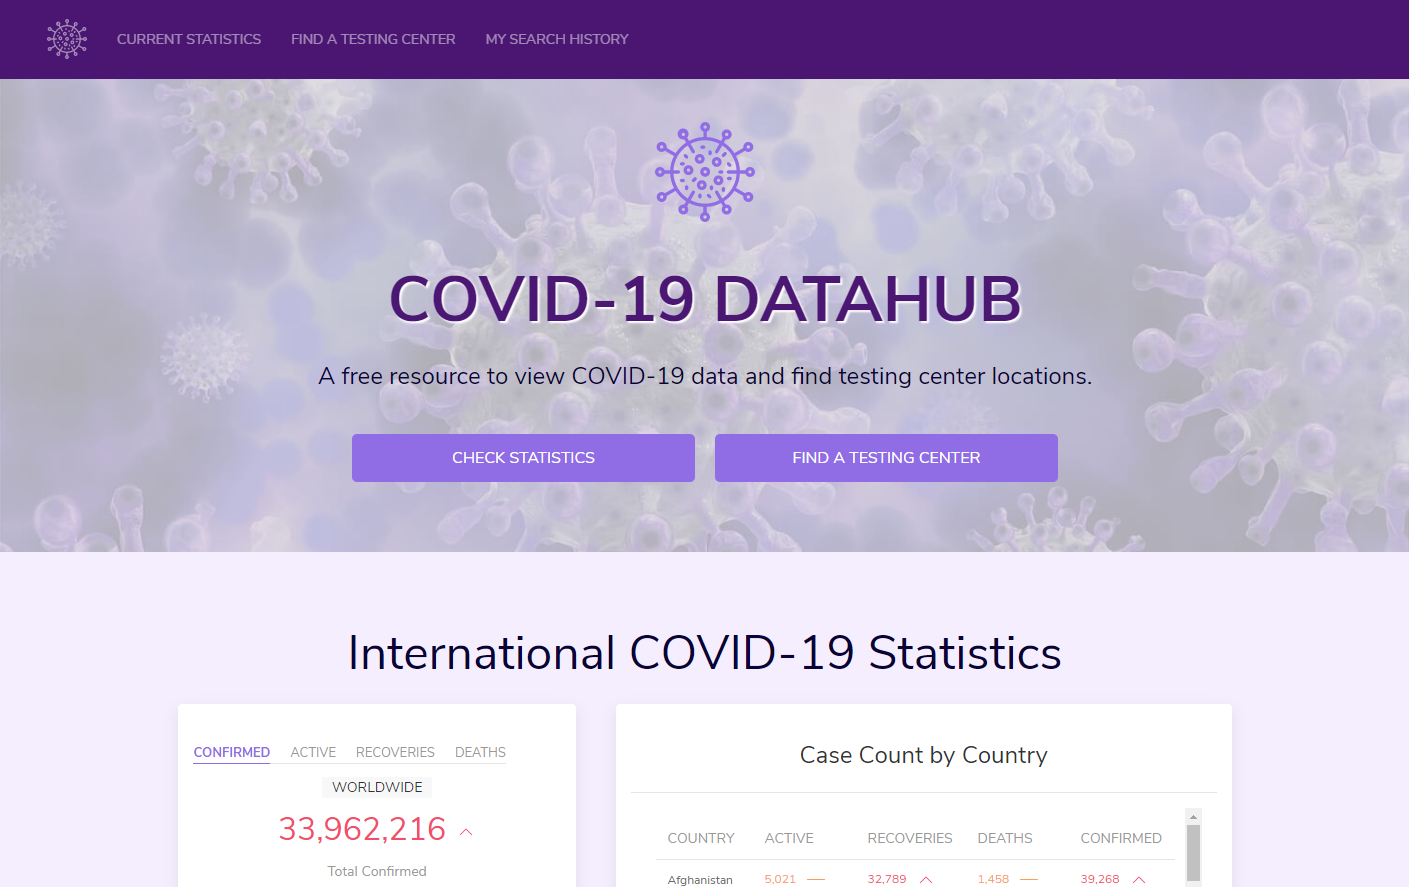 CURRENT STATISTICS FIND A TESTING CENTER MY SEARCH HISTORY
COVID-19 DATAHUB
A free resource to view COVID-19 data and find testing center locations.
CHECK STATISTICS FIND A TESTING CENTER
International COVID-19 Statistics
CONFIRMED ACTIVE RECOVERIES DEATHS
WORLDWIDE
33,962,216
Total Confirmed
Case Count by Country
COUNTRY ACTIVE RECOVERIES DEATHS CONFIRMED
Afghanistan 5,021 32,789 1,458 39,268